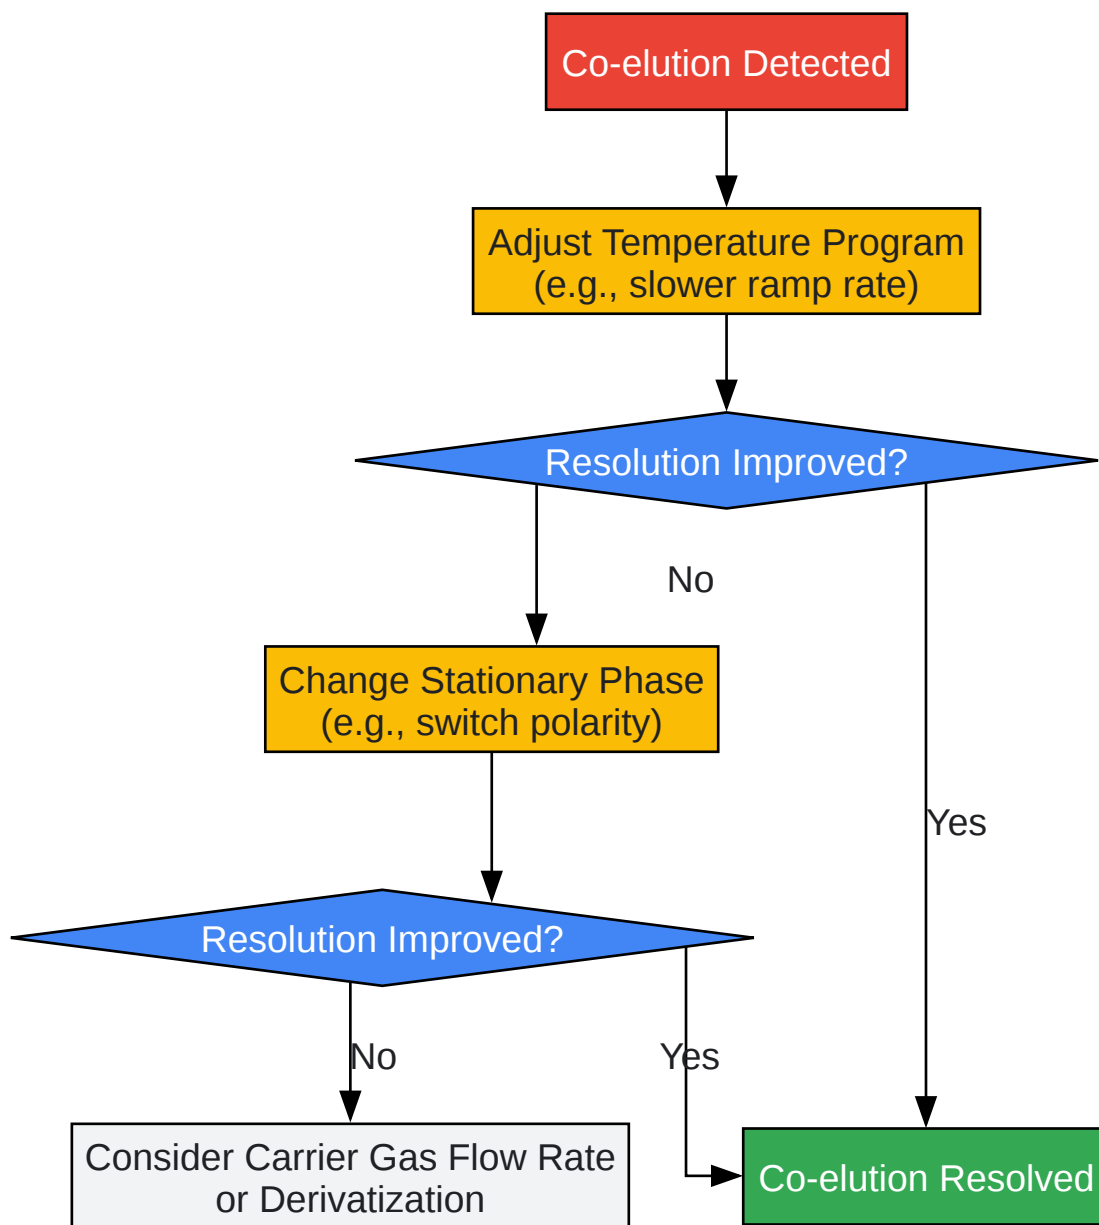 Co-elution Detected
Adjust Temperature Program
(e.g., slower ramp rate)
Resolution Improved?
No
Change Stationary Phase
(e.g., switch polarity)
Yes
Resolution Improved?
No
Yes
Consider Carrier Gas Flow Rate
or Derivatization
Co-elution Resolved